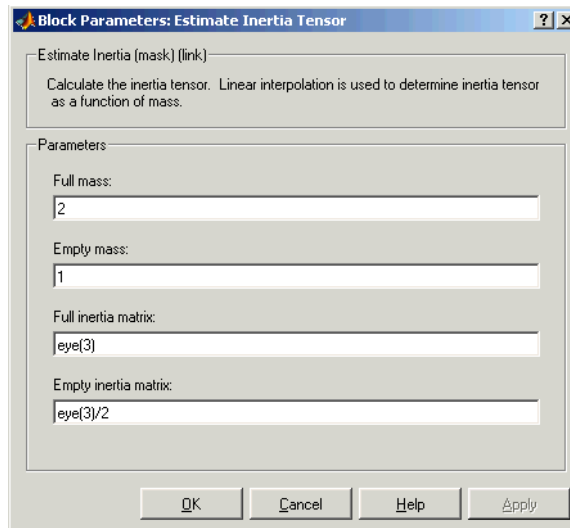 Block Parameters: Estimate Inertia Tensor
Estimate Inertia (mask) (link)
Calculate the inertia tensor. Linear interpolation is used to determine inertia tensor
as a function of mass.
Parameters
Full mass:
2
Empty mass:
1
Full inertia matrix:
eye(3)
Empty inertia matrix:
eye(3)/2
OK Cancel Help Apply